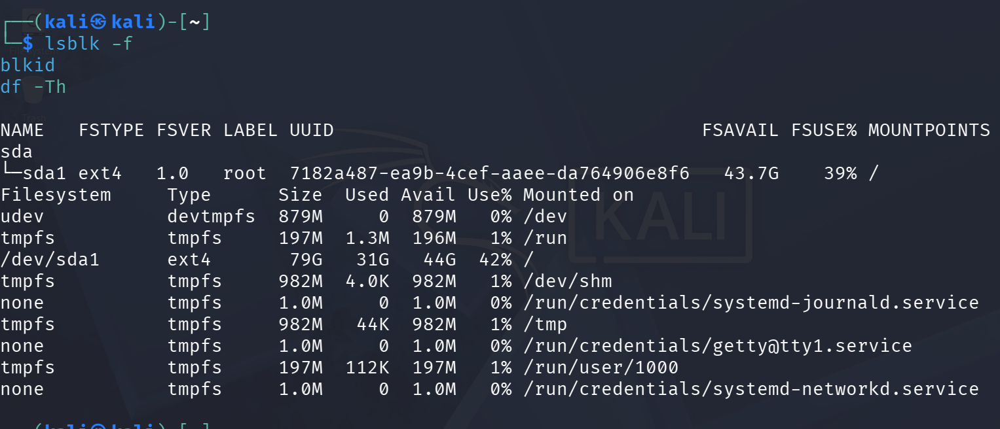 ┌──(kali㉿kali)-[~]
└─$ lsblk -f
blkid
df -Th
Trash
NAME   FSTYPE FSVER LABEL UUID                                 FSAVAIL FSUSE% MOUNTPOINTS
sda
└─sda1 ext4   1.0   root  7182a487-ea9b-4cef-aaee-da764906e8f6   43.7G    39% /
Filesystem     Type      Size  Used Avail Use% Mounted on
udev           devtmpfs  879M     0  879M   0% /dev
tmpfs          tmpfs     197M  1.3M  196M   1% /run
/dev/sda1      ext4       79G   31G   44G  42% /
KALI
tmpfs          tmpfs     982M  4.0K  982M   1% /dev/shm
none           tmpfs     1.0M     0  1.0M   0% /run/credentials/systemd-journald.service
tmpfs          tmpfs     982M   44K  982M   1% /tmp
none           tmpfs     1.0M     0  1.0M   0% /run/credentials/getty@tty1.service
tmpfs          tmpfs     197M  112K  197M   1% /run/user/1000
none           tmpfs     1.0M     0  1.0M   0% /run/credentials/systemd-networkd.service
(kali㉿kali)-[~]